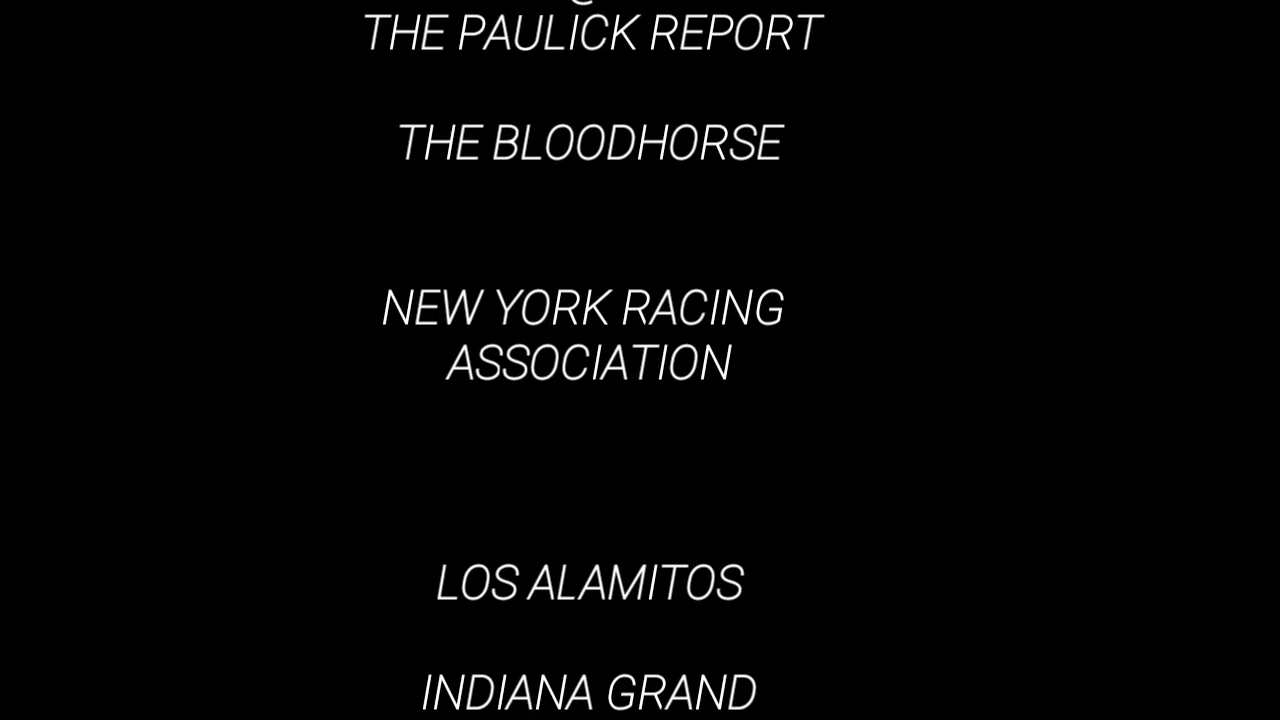 THE PAULICK REPORT
THE BLOODHORSE
NEW YORK RACING
ASSOCIATION
LOS ALAMITOS
INDIANA GRAND